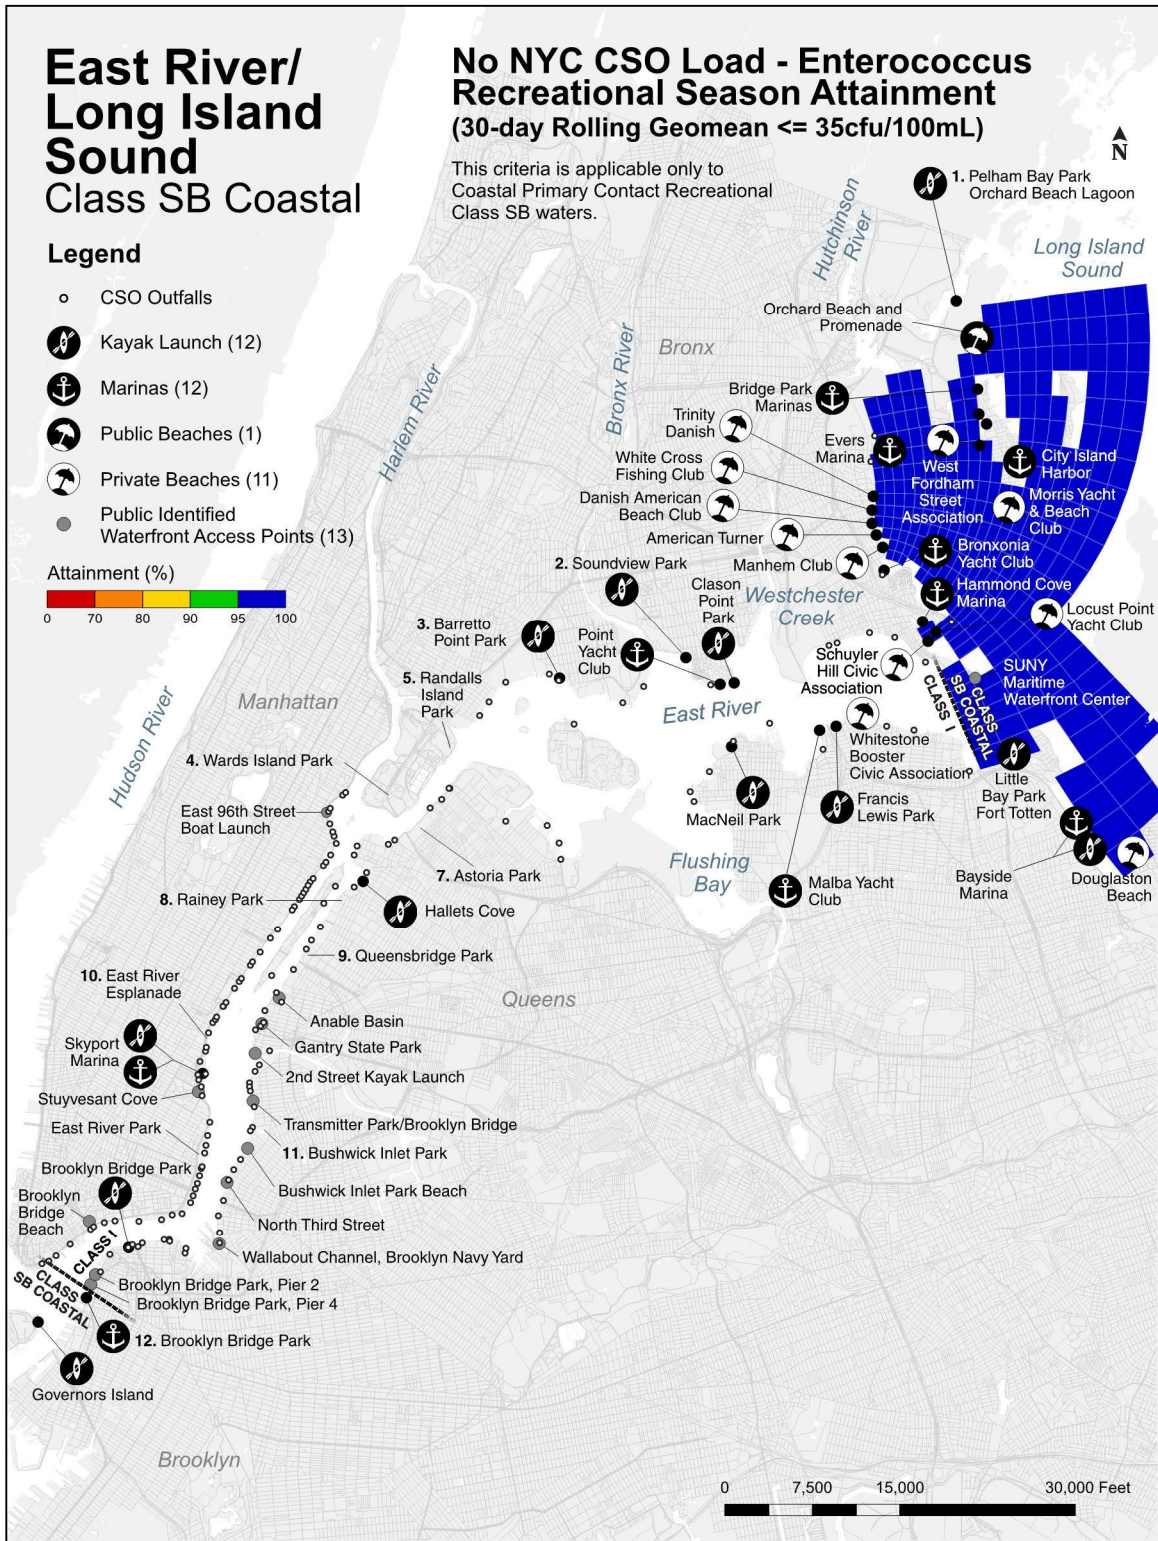 East River/
Long Island
Sound
Class SB Coastal
No NYC CSO Load - Enterococcus
Recreational Season Attainment
(30-day Rolling Geomean <= 35cfu/100mL)
This criteria is applicable only to
Coastal Primary Contact Recreational
Class SB waters.
N
Legend
CSO Outfalls
Kayak Launch (12)
Marinas (12)
Public Beaches (1)
Private Beaches (11)
Public Identified
Waterfront Access Points (13)
Attainment (%)
0 70 80 90 95 100
1. Pelham Bay Park
Orchard Beach Lagoon
Hutchinson
River
Long Island
Sound
Orchard Beach and
Promenade
Bronx
Bronx River
Harlem River
Bridge Park
Marinas
Trinity
Danish
Evers
Marina
West
Fordham
Street
Association
City Island
Harbor
White Cross
Fishing Club
Morris Yacht
& Beach
Club
Danish American
Beach Club
American Turner
Bronxonia
Yacht Club
Manhem Club
2. Soundview Park
Clason
Point
Park
Westchester
Creek
Hammond Cove
Marina
Locust Point
Yacht Club
3. Barretto
Point Park
Point
Yacht
Club
Schuyler
Hill Civic
Association
SUNY
Maritime
Waterfront Center
5. Randalls
Island
Park
Manhattan
Hudson River
East River
CLASS I
CLASS
SB COASTAL
Whitestone
Booster
Civic Association
4. Wards Island Park
Little
Bay Park
Fort Totten
East 96th Street
Boat Launch
MacNeil Park
Francis
Lewis Park
Flushing
Bay
7. Astoria Park
Malba Yacht
Club
Bayside
Marina
Douglaston
Beach
8. Rainey Park
Hallets Cove
9. Queensbridge Park
10. East River
Esplanade
Queens
Anable Basin
Skyport
Marina
Gantry State Park
2nd Street Kayak Launch
Stuyvesant Cove
Transmitter Park/Brooklyn Bridge
East River Park
11. Bushwick Inlet Park
Brooklyn Bridge Park
Bushwick Inlet Park Beach
Brooklyn
Bridge
Beach
North Third Street
CLASS I
Wallabout Channel, Brooklyn Navy Yard
CLASS
SB COASTAL
Brooklyn Bridge Park, Pier 2
Brooklyn Bridge Park, Pier 4
12. Brooklyn Bridge Park
Governors Island
Brooklyn
0 7,500 15,000 30,000 Feet